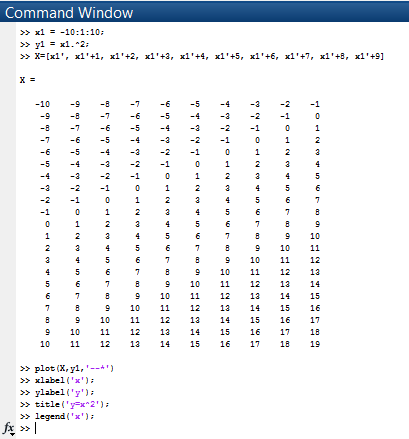 Command Window
>> x1 = -10:1:10;
>> y1 = x1.^2;
>> X=[x1', x1'+1, x1'+2, x1'+3, x1'+4, x1'+5, x1'+6, x1'+7, x1'+8, x1'+9]
X =
-10 -9 -8 -7 -6 -5 -4 -3 -2 -1
-9 -8 -7 -6 -5 -4 -3 -2 -1 0
-8 -7 -6 -5 -4 -3 -2 -1 0 1
-7 -6 -5 -4 -3 -2 -1 0 1 2
-6 -5 -4 -3 -2 -1 0 1 2 3
-5 -4 -3 -2 -1 0 1 2 3 4
-4 -3 -2 -1 0 1 2 3 4 5
-3 -2 -1 0 1 2 3 4 5 6
-2 -1 0 1 2 3 4 5 6 7
-1 0 1 2 3 4 5 6 7 8
0 1 2 3 4 5 6 7 8 9
1 2 3 4 5 6 7 8 9 10
2 3 4 5 6 7 8 9 10 11
3 4 5 6 7 8 9 10 11 12
4 5 6 7 8 9 10 11 12 13
5 6 7 8 9 10 11 12 13 14
6 7 8 9 10 11 12 13 14 15
7 8 9 10 11 12 13 14 15 16
8 9 10 11 12 13 14 15 16 17
9 10 11 12 13 14 15 16 17 18
10 11 12 13 14 15 16 17 18 19
>> plot(X,y1,'--*')
>> xlabel('x');
>> ylabel('y');
>> title('y=x^2');
>> legend('x');
fx >>